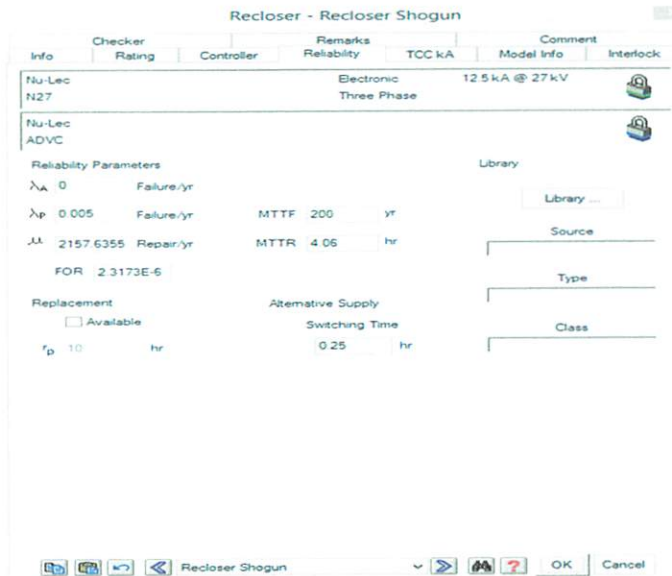 Recloser - Recloser Shogun
Checker Remarks Comment
Info Rating Controller Reliability TCC kA Model Info Interlock
Nu-Lec Electronic 12.5 kA @ 27 kV
N27 Three Phase
Nu-Lec
ADVC
Reliability Parameters Library
λA 0 Failure/yr
Library ...
λP 0.005 Failure/yr MTTF 200 yr
Source
μ 2157.6355 Repair/yr MTTR 4.06 hr
FOR 2.3173E-6
Type
Replacement Alternative Supply
Available Switching Time Class
rp 10 hr 0.25 hr
Recloser Shogun ? OK Cancel